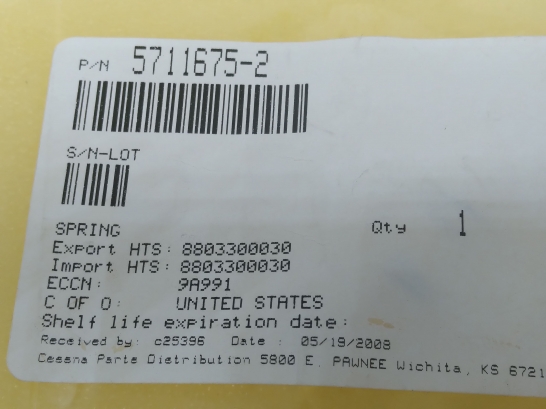 P/N 5711675-2
S/N-LOT
SPRING
Qty 1
Export HTS: 8803300030
Import HTS: 8803300030
ECCN: 9A991
C OF O: UNITED STATES
Shelf life expiration date:
Received by: c25396 Date : 05/19/2008
Cessna Parts Distribution 5800 E. PAWNEE Wichita, KS 6721